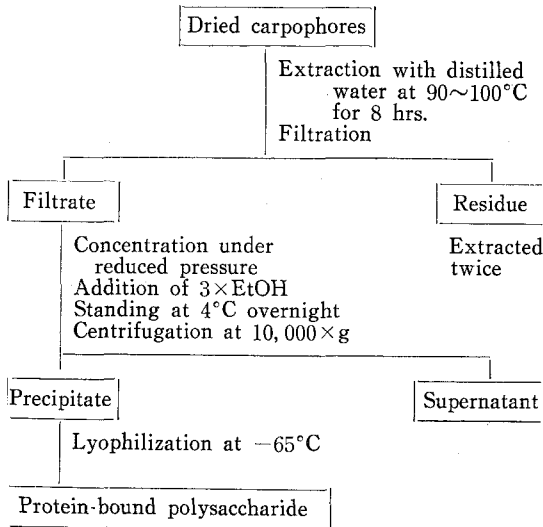 Dried carpophores
Extraction with distilled
water at 90~100°C
for 8 hrs.
Filtration
Filtrate
Residue
Concentration under
reduced pressure
Addition of 3×EtOH
Standing at 4°C overnight
Centrifugation at 10,000×g
Extracted
twice
Precipitate
Supernatant
Lyophilization at −65°C
Protein-bound polysaccharide